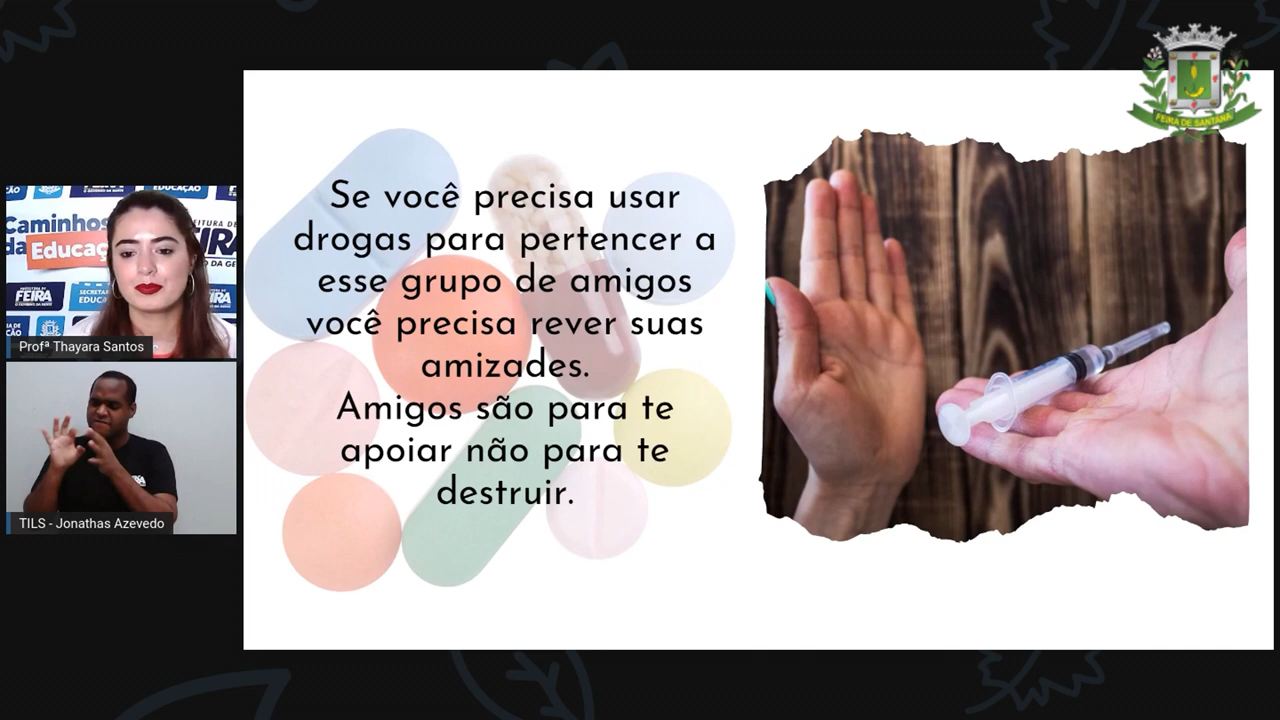 Se você precisa usar
drogas para pertencer a
esse grupo de amigos
você precisa rever suas
amizades.
Amigos são para te
apoiar não para te
destruir.
FEIRA DE SANTANA
Caminhos
da Educaç
EDUCAÇÃO
FEIRA
Profª Thayara Santos
TILS - Jonathas Azevedo